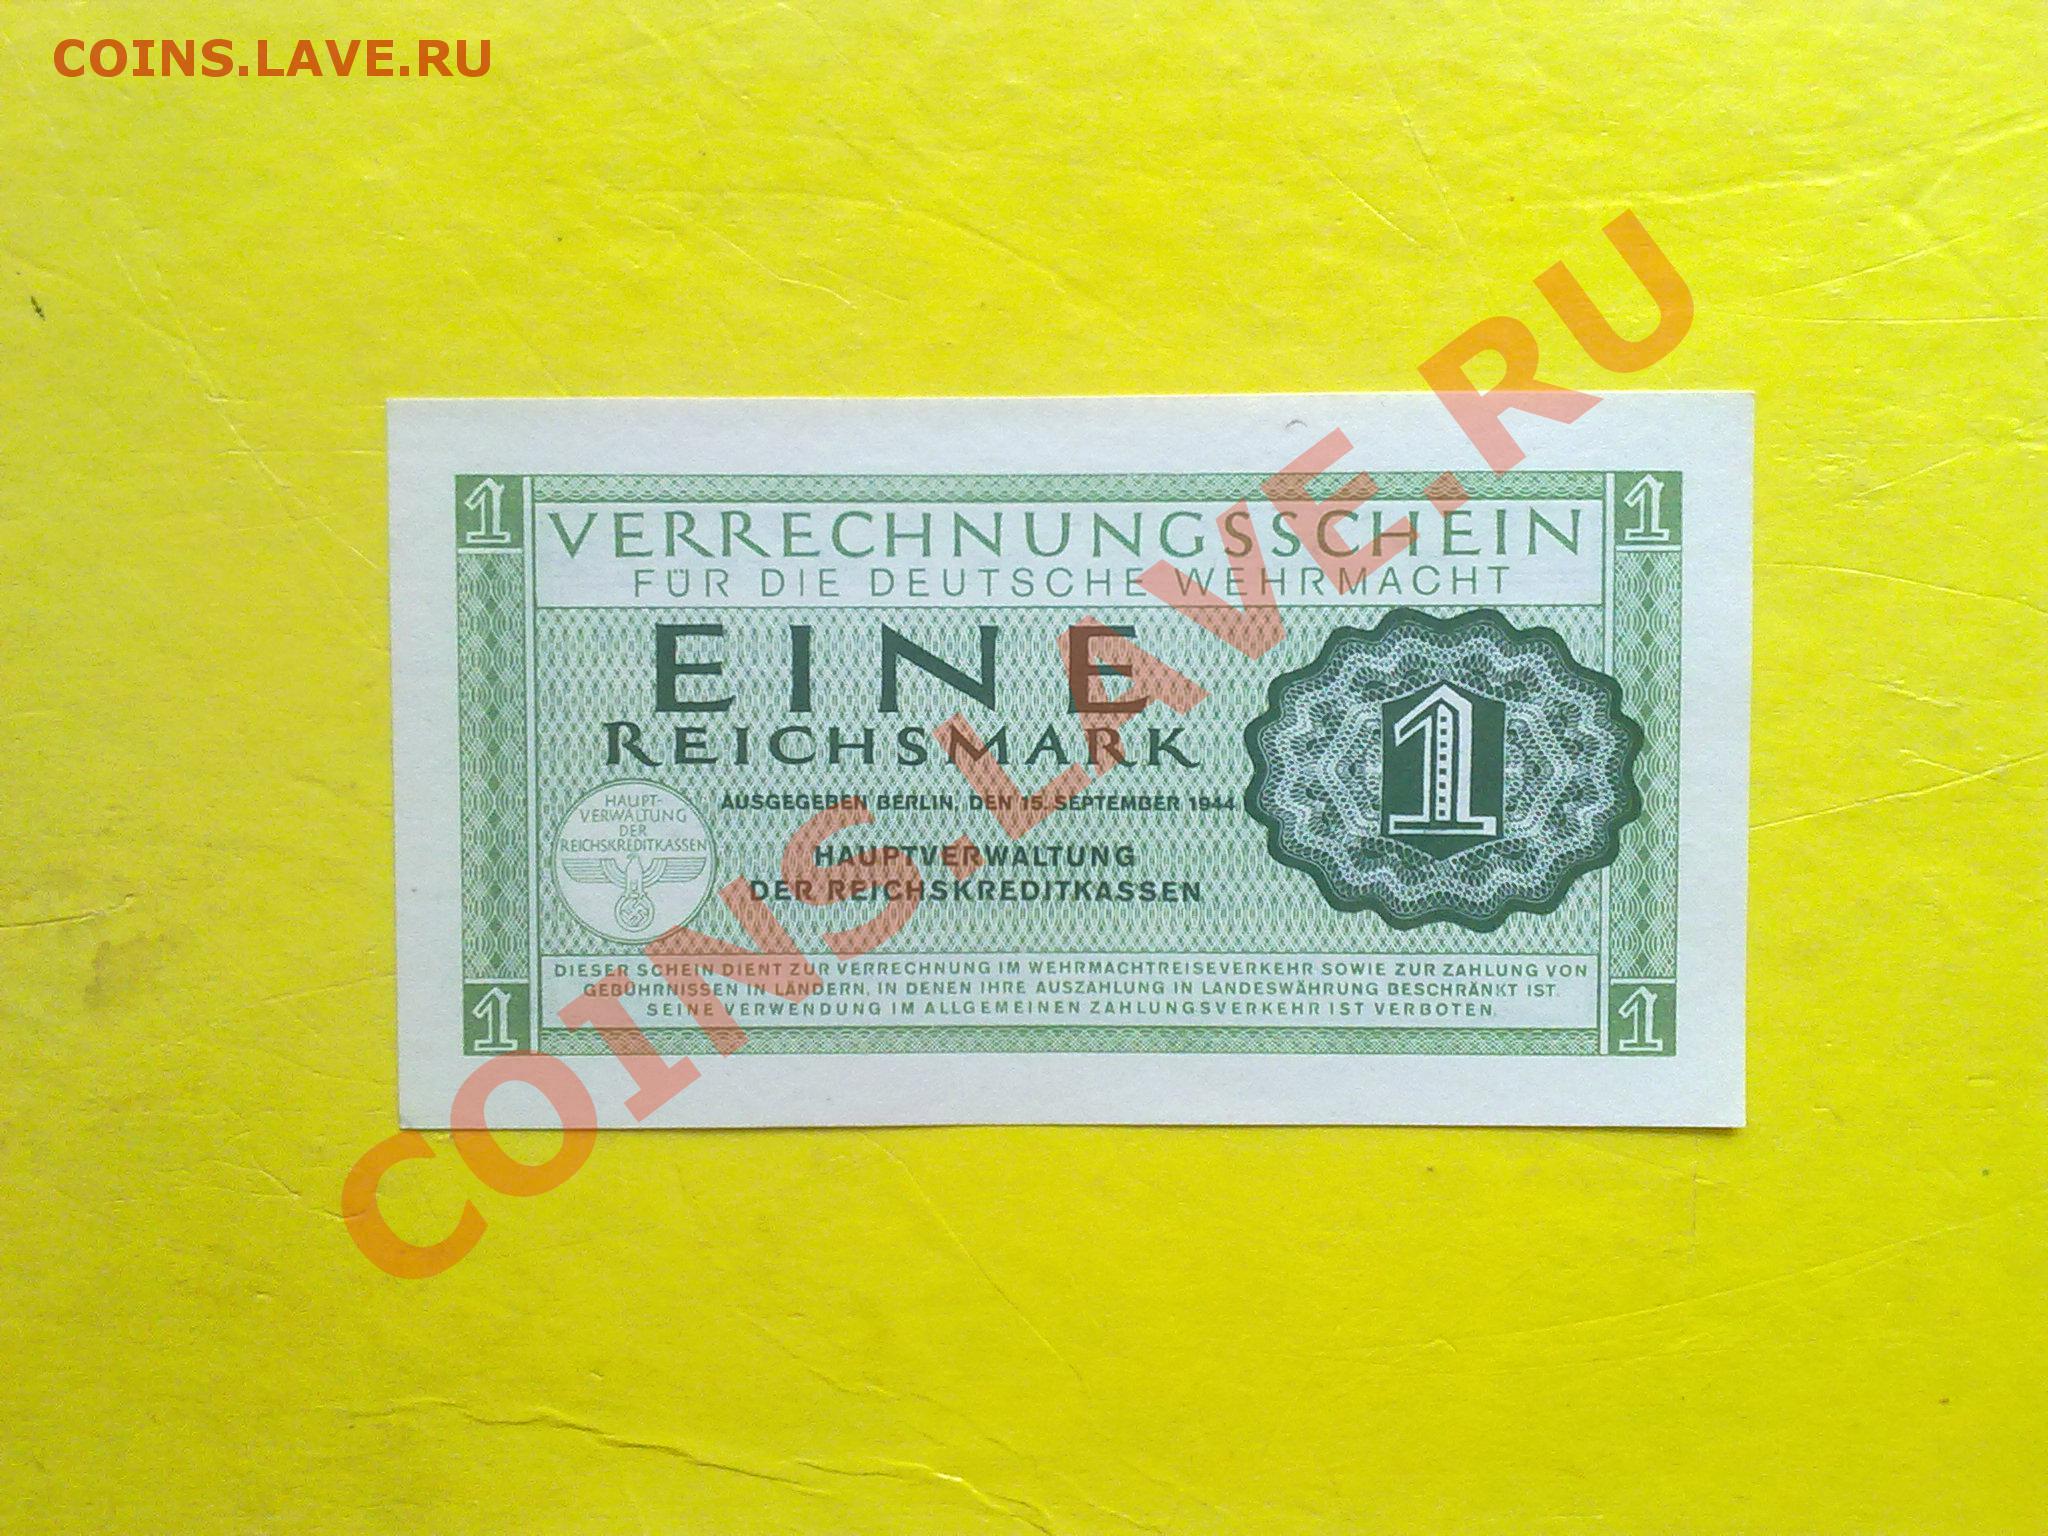 COINS.LAVE.RU
1 1
VERRECHNUNGSSCHEIN
FÜR DIE DEUTSCHE WEHRMACHT
EINE
REICHSMARK
1
AUSGEGEBEN BERLIN, DEN 15. SEPTEMBER 1944
HAUPT-
VERWALTUNG
DER
REICHSKREDITKASSEN
HAUPTVERWALTUNG
DER REICHSKREDITKASSEN
DIESER SCHEIN DIENT ZUR VERRECHNUNG IM WEHRMACHTREISEVERKEHR SOWIE ZUR ZAHLUNG VON
GEBÜHRNISSEN IN LÄNDERN, IN DENEN IHRE AUSZAHLUNG IN LANDESWÄHRUNG BESCHRÄNKT IST.
SEINE VERWENDUNG IM ALLGEMEINEN ZAHLUNGSVERKEHR IST VERBOTEN.
1 1
COINS.LAVE.RU